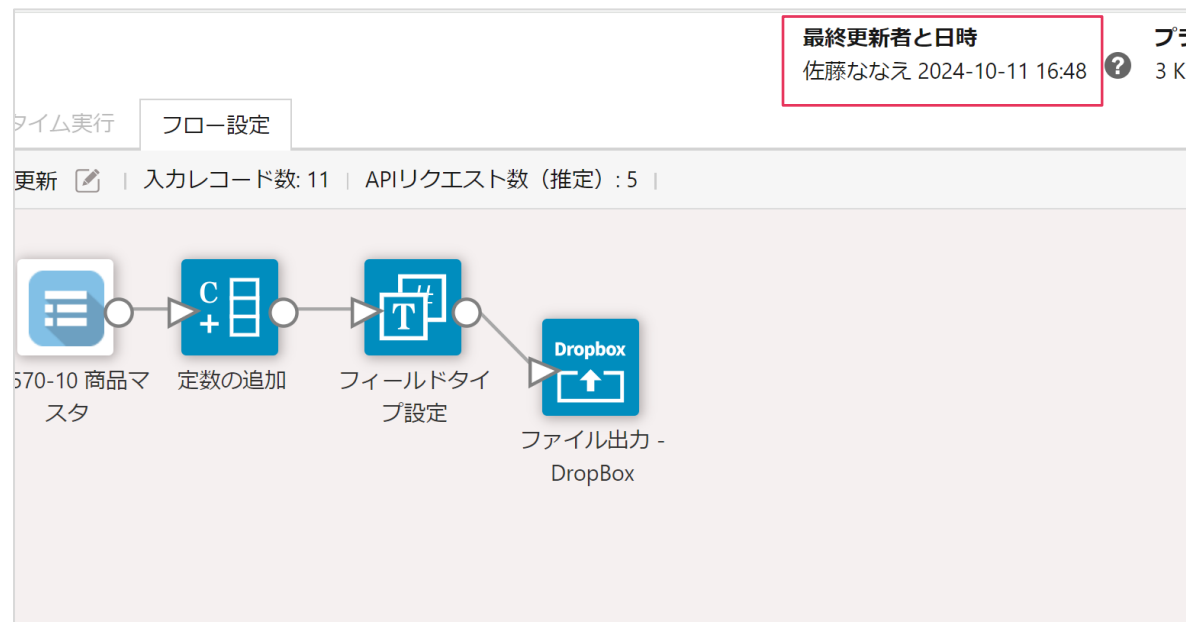 最終更新者と日時
佐藤ななえ 2024-10-11 16:48
?
プラ
3 K
タイム実行
フロー設定
更新 | 入力レコード数: 11 | APIリクエスト数（推定）: 5 |
C
+
#
T
Dropbox
570-10 商品マ
スタ
定数の追加
フィールドタイ
プ設定
ファイル出力 -
DropBox